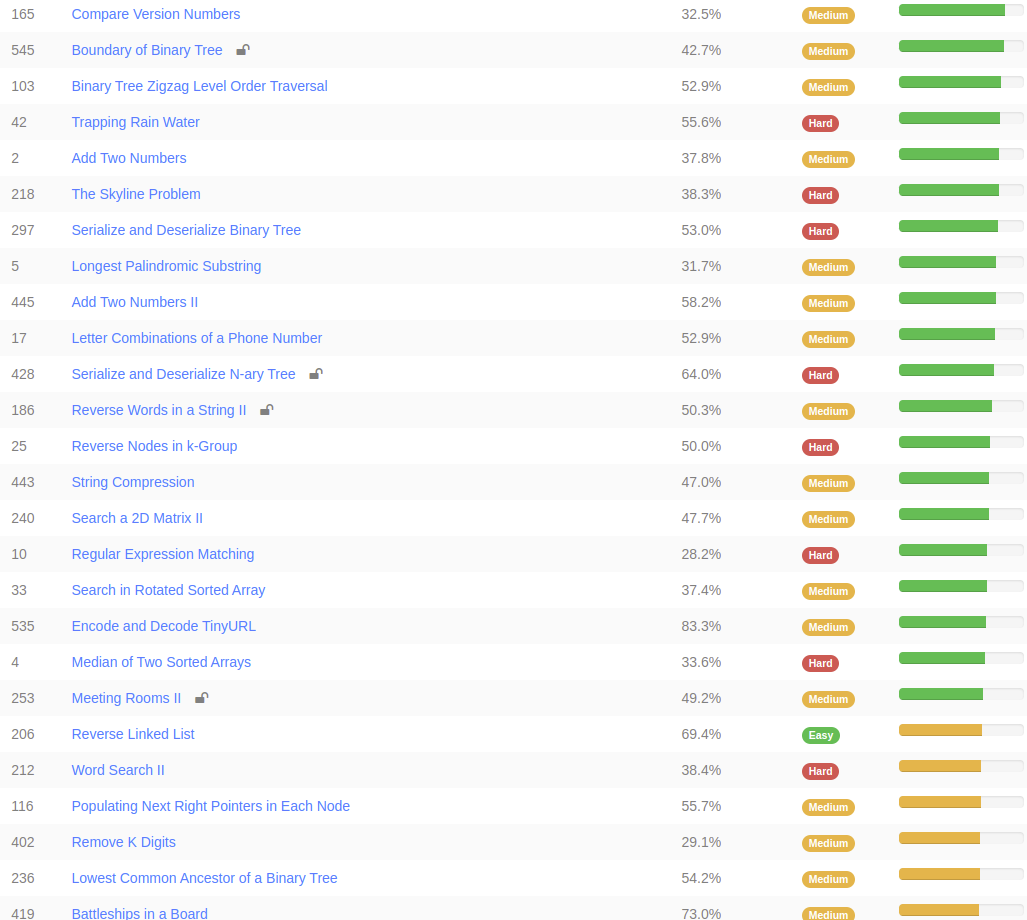 165 Compare Version Numbers 32.5% Medium
545 Boundary of Binary Tree 42.7% Medium
103 Binary Tree Zigzag Level Order Traversal 52.9% Medium
42 Trapping Rain Water 55.6% Hard
2 Add Two Numbers 37.8% Medium
218 The Skyline Problem 38.3% Hard
297 Serialize and Deserialize Binary Tree 53.0% Hard
5 Longest Palindromic Substring 31.7% Medium
445 Add Two Numbers II 58.2% Medium
17 Letter Combinations of a Phone Number 52.9% Medium
428 Serialize and Deserialize N-ary Tree 64.0% Hard
186 Reverse Words in a String II 50.3% Medium
25 Reverse Nodes in k-Group 50.0% Hard
443 String Compression 47.0% Medium
240 Search a 2D Matrix II 47.7% Medium
10 Regular Expression Matching 28.2% Hard
33 Search in Rotated Sorted Array 37.4% Medium
535 Encode and Decode TinyURL 83.3% Medium
4 Median of Two Sorted Arrays 33.6% Hard
253 Meeting Rooms II 49.2% Medium
206 Reverse Linked List 69.4% Easy
212 Word Search II 38.4% Hard
116 Populating Next Right Pointers in Each Node 55.7% Medium
402 Remove K Digits 29.1% Medium
236 Lowest Common Ancestor of a Binary Tree 54.2% Medium
419 Battleships in a Board 73.0% Medium